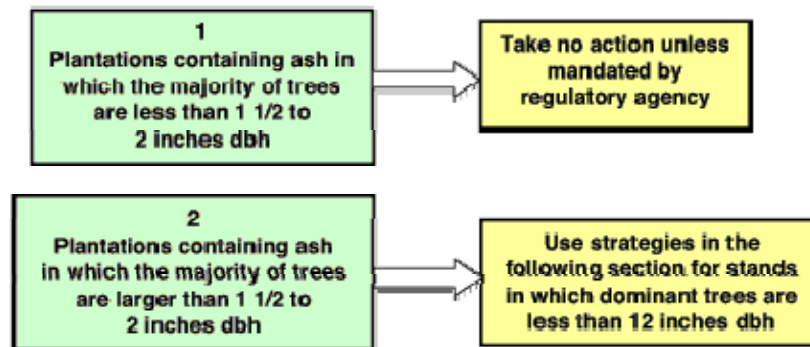 1
Plantations containing ash in
which the majority of trees
are less than 1 1/2 to
2 inches dbh
Take no action unless
mandated by
regulatory agency
2
Plantations containing ash
in which the majority of trees
are larger than 1 1/2 to
2 inches dbh
Use strategies in the
following section for stands
in which dominant trees are
less than 12 inches dbh